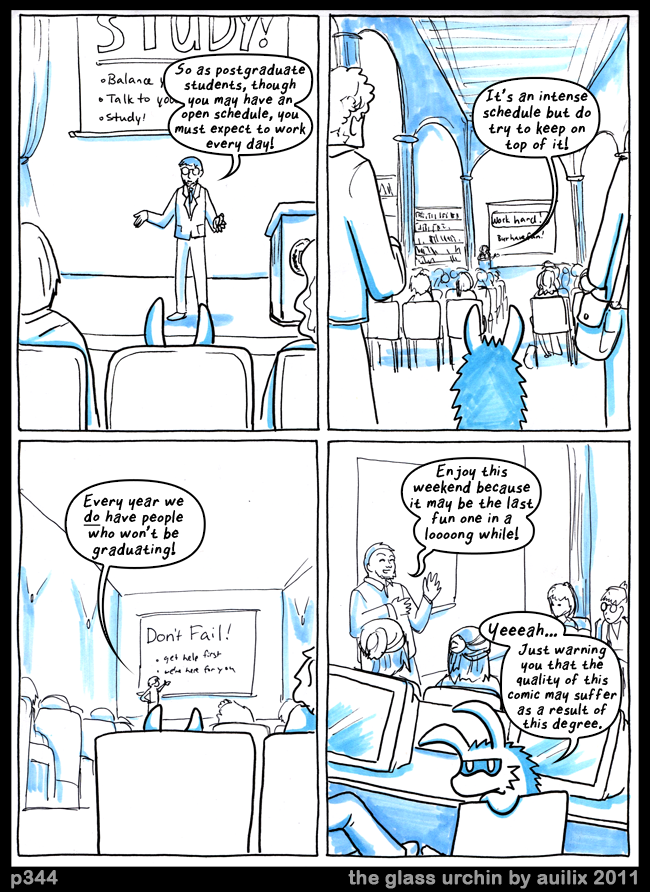 STUDY!
• Balance
• Talk to you
• Study!
So as postgraduate
students, though
you may have an
open schedule, you
must expect to work
every day!
It's an intense
schedule but do
try to keep on
top of it!
Work hard!
But have fun!
Every year we
do have people
who won't be
graduating!
Don't Fail!
• get help first
• we're here for you
Enjoy this
weekend because
it may be the last
fun one in a
loooong while!
Yeeeah...
Just warning
you that the
quality of this
comic may suffer
as a result of
this degree.
p344
the glass urchin by auilix 2011